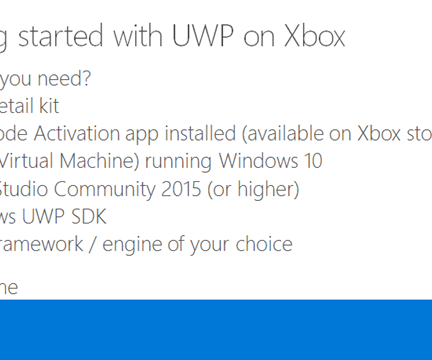 g started with UWP on Xbox
you need?
etail kit
ode Activation app installed (available on Xbox sto
Virtual Machine) running Windows 10
Studio Community 2015 (or higher)
ws UWP SDK
ramework / engine of your choice
me